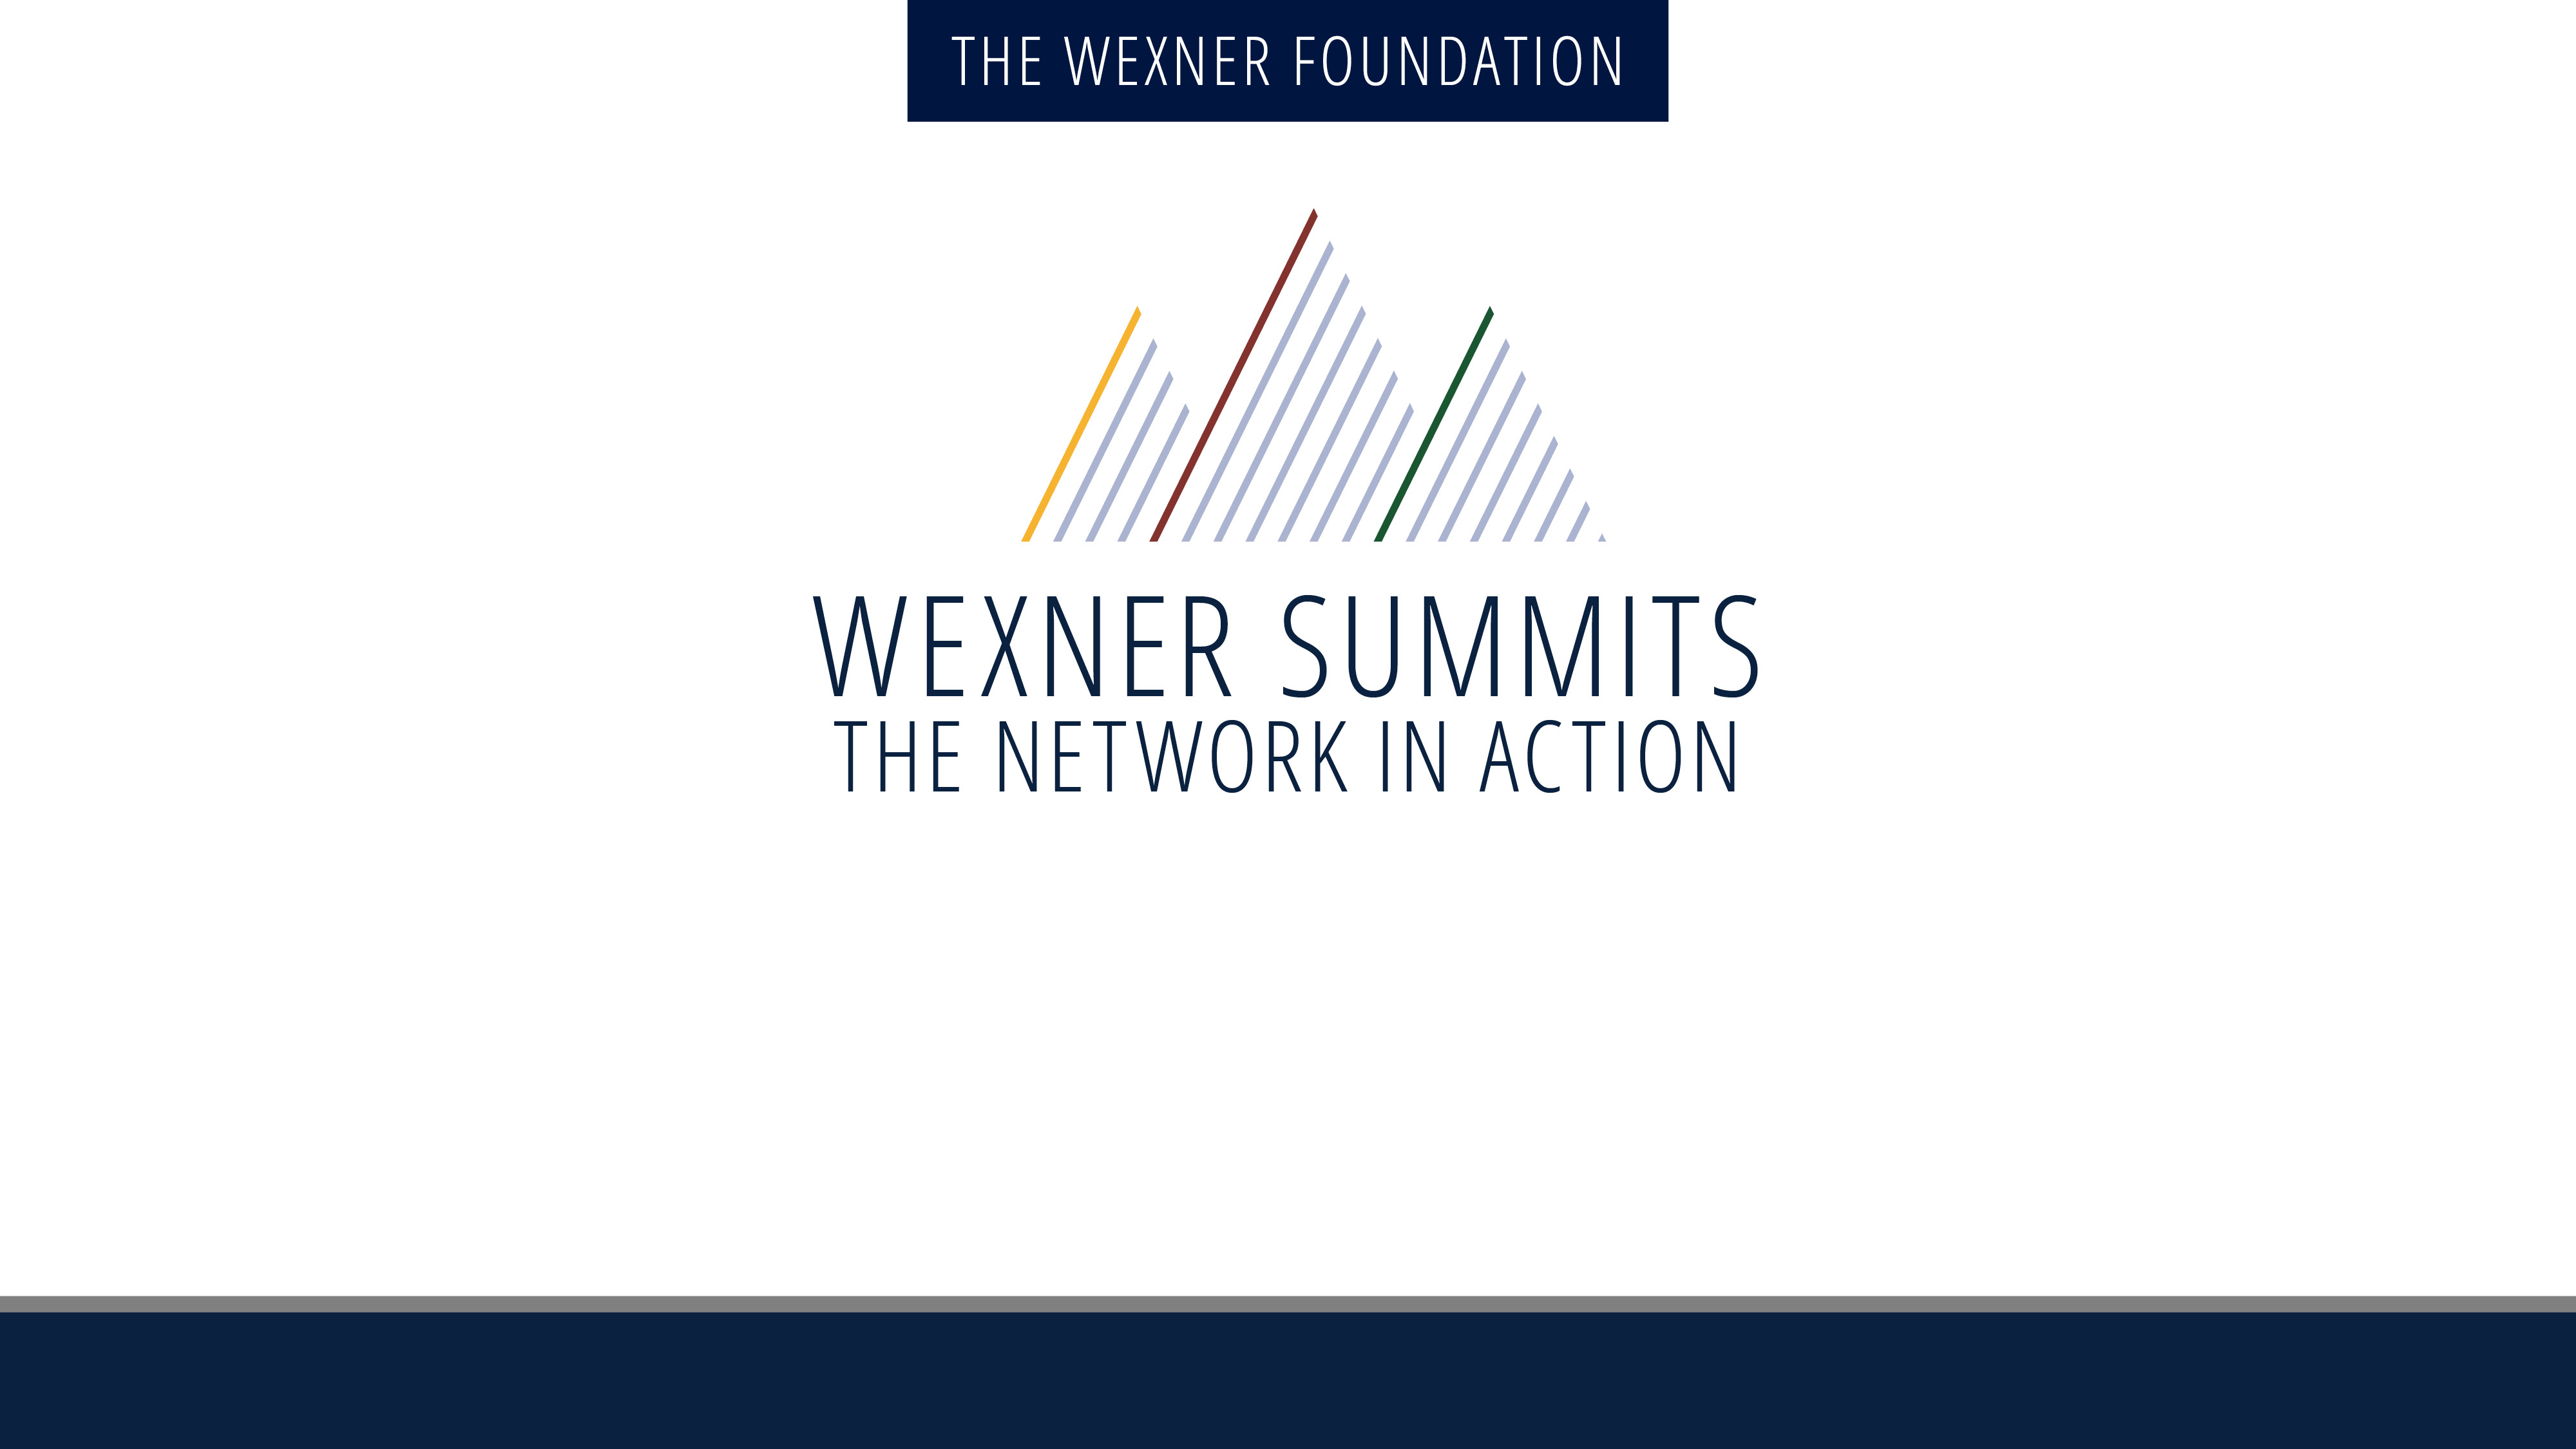 THE WEXNER FOUNDATION
WEXNER SUMMITS
THE NETWORK IN ACTION